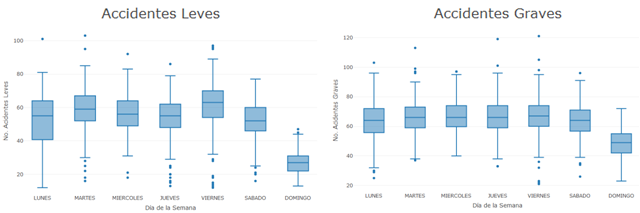 Accidentes Leves
No. Acidentes Leves
100
80
60
40
20
LUNES MARTES MIERCOLES JUEVES VIERNES SABADO DOMINGO
Día de la Semana
Accidentes Graves
No. Accidentes Graves
120
100
80
60
40
20
LUNES MARTES MIERCOLES JUEVES VIERNES SABADO DOMINGO
Día de la Semana